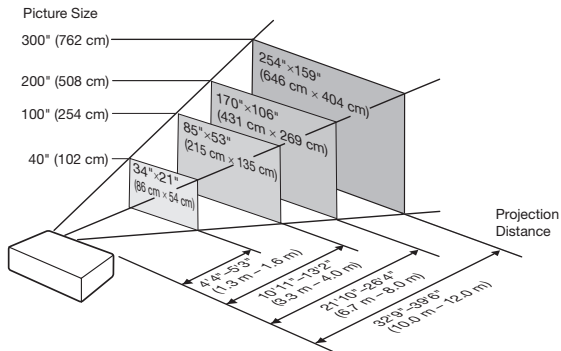 Picture Size
300" (762 cm)
200" (508 cm)
100" (254 cm)
40" (102 cm)
254"×159"
(646 cm × 404 cm)
170"×106"
(431 cm × 269 cm)
85"×53"
(215 cm × 135 cm)
34"×21"
(86 cm × 54 cm)
Projection
Distance
4'4"–5'3"
(1.3 m – 1.6 m)
10'11"–13'2"
(3.3 m – 4.0 m)
21'10"–26'4"
(6.7 m – 8.0 m)
32'9"–39'6"
(10.0 m – 12.0 m)